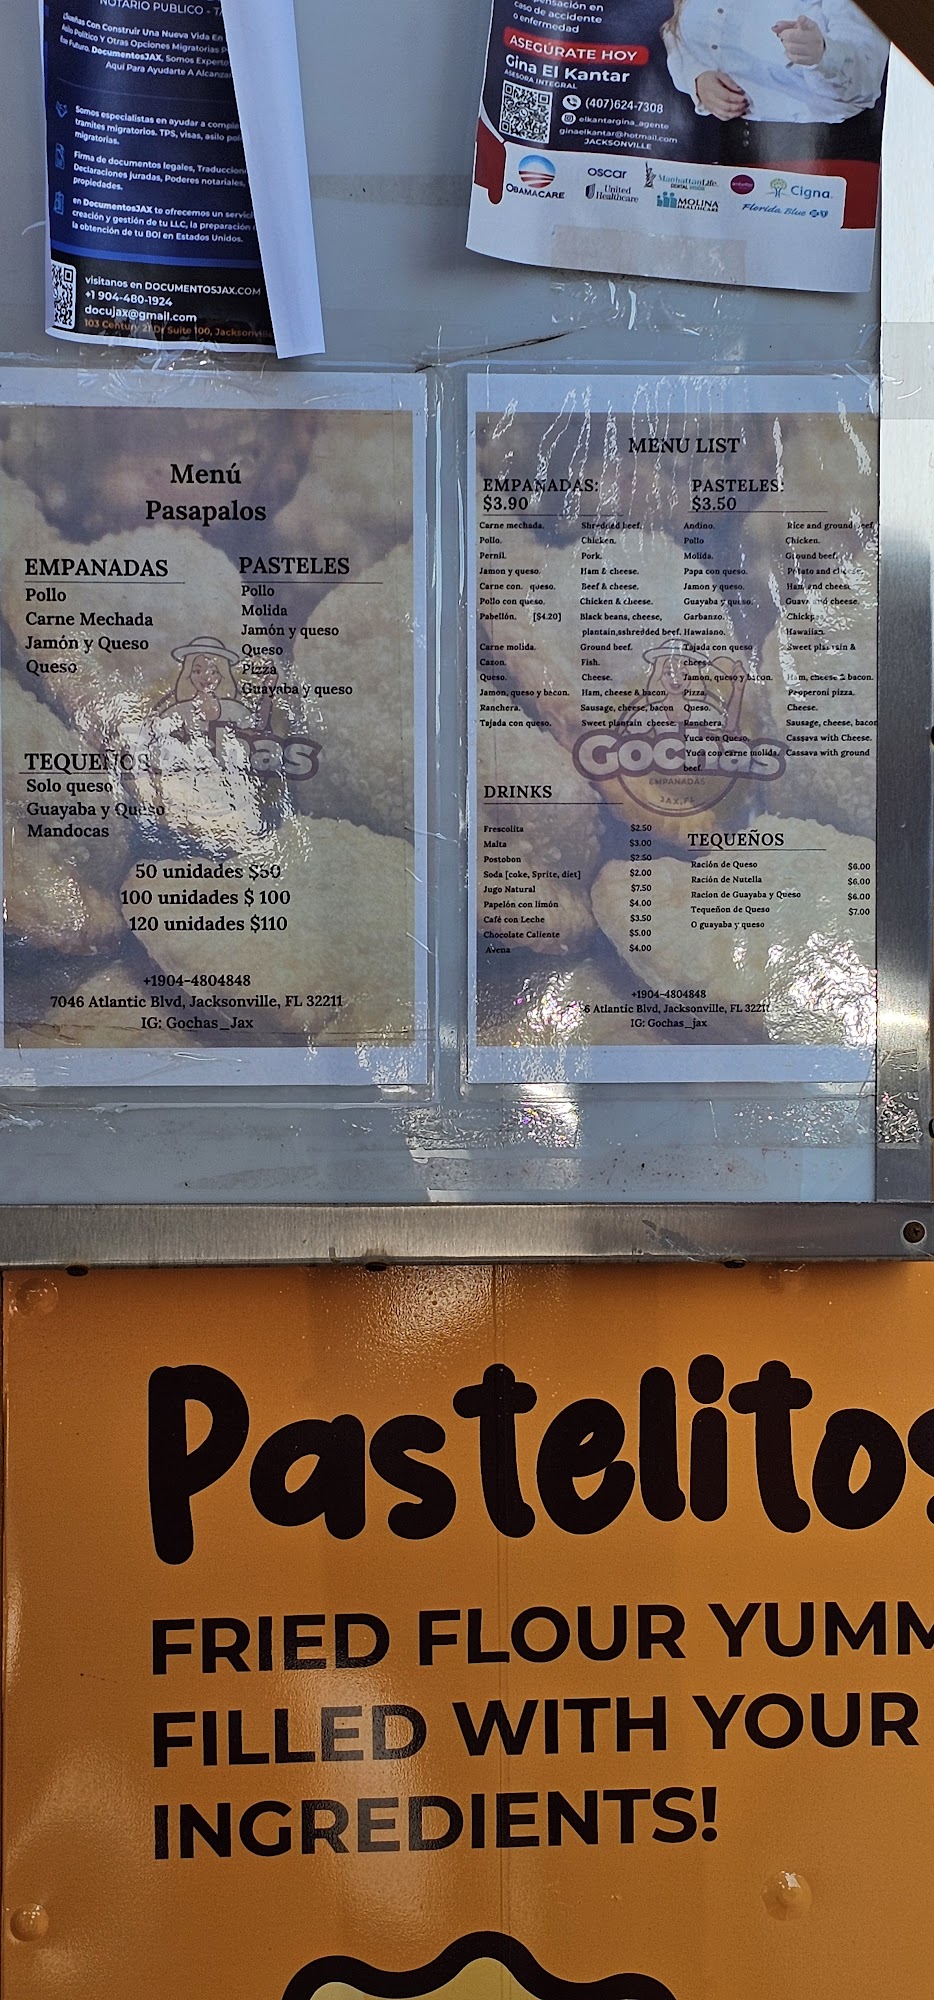 NOTARIO PUBLICO - T
Sueñas Con Construir Una Nueva Vida En
Asilo Político Y Otras Opciones Migratorias P
Futuro. DocumentosJAX, Somos Experto
Aquí Para Ayudarte A Alcanzar
Somos especialistas en ayudar a comple
tramites migratorios. TPS, visas, asilo po
migratorias.
Firma de documentos legales, Traduccion
Declaraciones juradas, Poderes notariales,
propiedades.
en DocumentosJAX te ofrecemos un servici
creación y gestión de tu LLC, la preparación
la obtención de tu BOI en Estados Unidos.
visitanos en DOCUMENTOSJAX.COM
+1 904-480-1924
docujax@gmail.com
103 Century 21 Dr Suite 100, Jacksonville
pensación en
caso de accidente
o enfermedad
ASEGÚRATE HOY
Gina El Kantar
ASESORA INTEGRAL
(407)624-7308
elkantargina_agente
ginaelkantar@hotmail.com
JACKSONVILLE
OBAMACARE
oscar
United Healthcare
ManhattanLife
MOLINA HEALTHCARE
Cigna
Florida Blue
Menú
Pasapalos
EMPANADAS
Pollo
Carne Mechada
Jamón y Queso
Queso
PASTELES
Pollo
Molida
Jamón y queso
Queso
Pizza
Guayaba y queso
TEQUEÑOS
Solo queso
Guayaba y Queso
Mandocas
50 unidades $50
100 unidades $ 100
120 unidades $110
+1904-4804848
7046 Atlantic Blvd, Jacksonville, FL 32211
IG: Gochas_Jax
MENU LIST
EMPANADAS:
$3.90
Carne mechada. Shredded beef.
Pollo. Chicken.
Pernil. Pork.
Jamon y queso. Ham & cheese.
Carne con. queso. Beef & cheese.
Pollo con queso. Chicken & cheese.
Pabellón. [$4.20] Black beans, cheese,
plantain,sshredded beef.
Carne molida. Ground beef.
Cazon. Fish.
Queso. Cheese.
Jamon, queso y bacon. Ham, cheese & bacon.
Ranchera. Sausage, cheese, bacon
Tajada con queso. Sweet plantain cheese.
PASTELES:
$3.50
Andino. Rice and ground beef.
Pollo Chicken.
Molida. Ground beef.
Papa con queso. Potato and cheese.
Jamon y queso. Ham and cheese
Guayaba y queso. Guava and cheese.
Garbanzo. Chickp
Hawaiano. Hawaiian.
Tajada con queso Sweet plantain &
cheese.
Jamon, queso y bacon. Ham, cheese & bacon.
Pizza. Pepperoni pizza.
Queso. Cheese.
Ranchera. Sausage, cheese, bacon
Yuca con Queso. Cassava with Cheese.
Yuca con carne molida. Cassava with ground
beef.
Gochas
EMPANADAS
JAX,FL
DRINKS
Frescolita $2.50
Malta $3.00
Postobon $2.50
Soda [coke, Sprite, diet] $2.00
Jugo Natural $7.50
Papelón con limón $4.00
Café con Leche $3.50
Chocolate Caliente $5.00
Avena $4.00
TEQUEÑOS
Ración de Queso $6.00
Ración de Nutella $6.00
Racion de Guayaba y Queso $6.00
Tequeñon de Queso $7.00
O guayaba y queso
+1904-4804848
6 Atlantic Blvd, Jacksonville, FL 32211
IG: Gochas_jax
Pastelitos
FRIED FLOUR YUMM
FILLED WITH YOUR
INGREDIENTS!